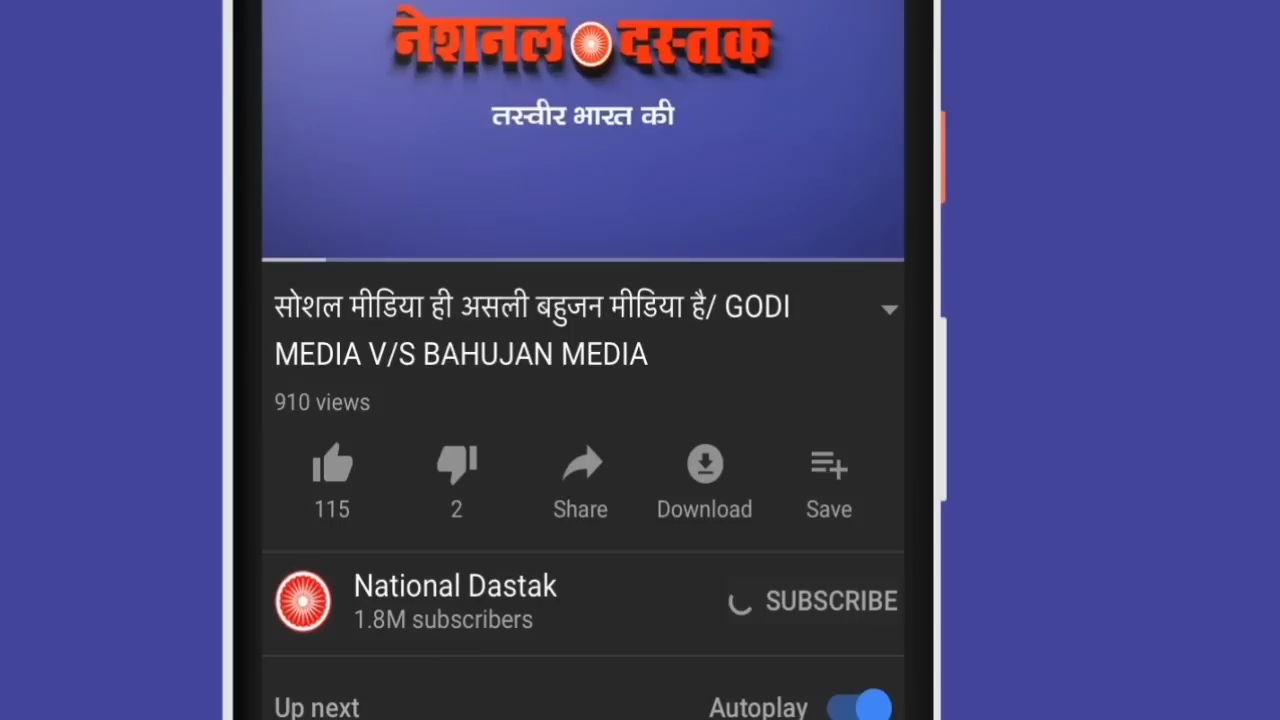 नेशनल दस्तक
तस्वीर भारत की
सोशल मीडिया ही असली बहुजन मीडिया है/ GODI
MEDIA V/S BAHUJAN MEDIA
910 views
115
2
Share
Download
Save
National Dastak
1.8M subscribers
SUBSCRIBE
Up next
Autoplay